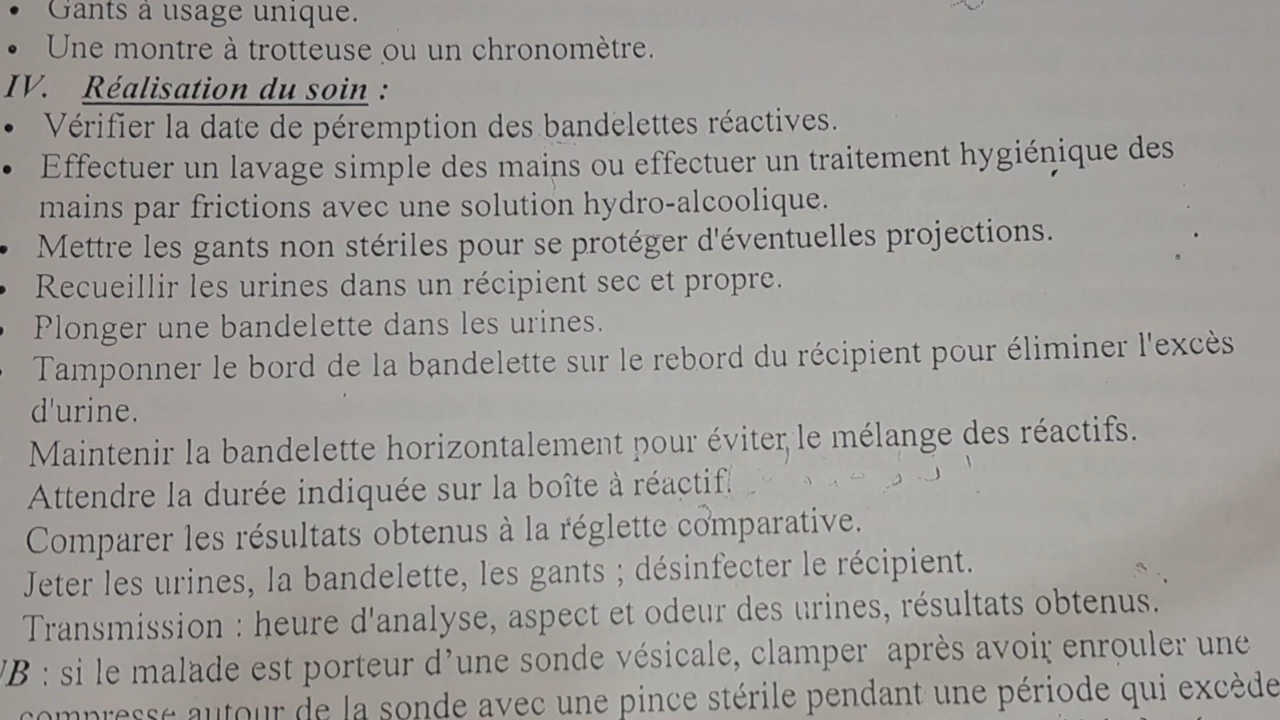 • Gants à usage unique.
• Une montre à trotteuse ou un chronomètre.
IV. Réalisation du soin :
• Vérifier la date de péremption des bandelettes réactives.
• Effectuer un lavage simple des mains ou effectuer un traitement hygiénique des
mains par frictions avec une solution hydro-alcoolique.
• Mettre les gants non stériles pour se protéger d'éventuelles projections.
• Recueillir les urines dans un récipient sec et propre.
• Plonger une bandelette dans les urines.
• Tamponner le bord de la bandelette sur le rebord du récipient pour éliminer l'excès
d'urine.
Maintenir la bandelette horizontalement pour éviter le mélange des réactifs.
Attendre la durée indiquée sur la boîte à réactif.
Comparer les résultats obtenus à la réglette comparative.
Jeter les urines, la bandelette, les gants ; désinfecter le récipient.
Transmission : heure d'analyse, aspect et odeur des urines, résultats obtenus.
B : si le malade est porteur d’une sonde vésicale, clamper après avoir enrouler une
compresse autour de la sonde avec une pince stérile pendant une période qui excède